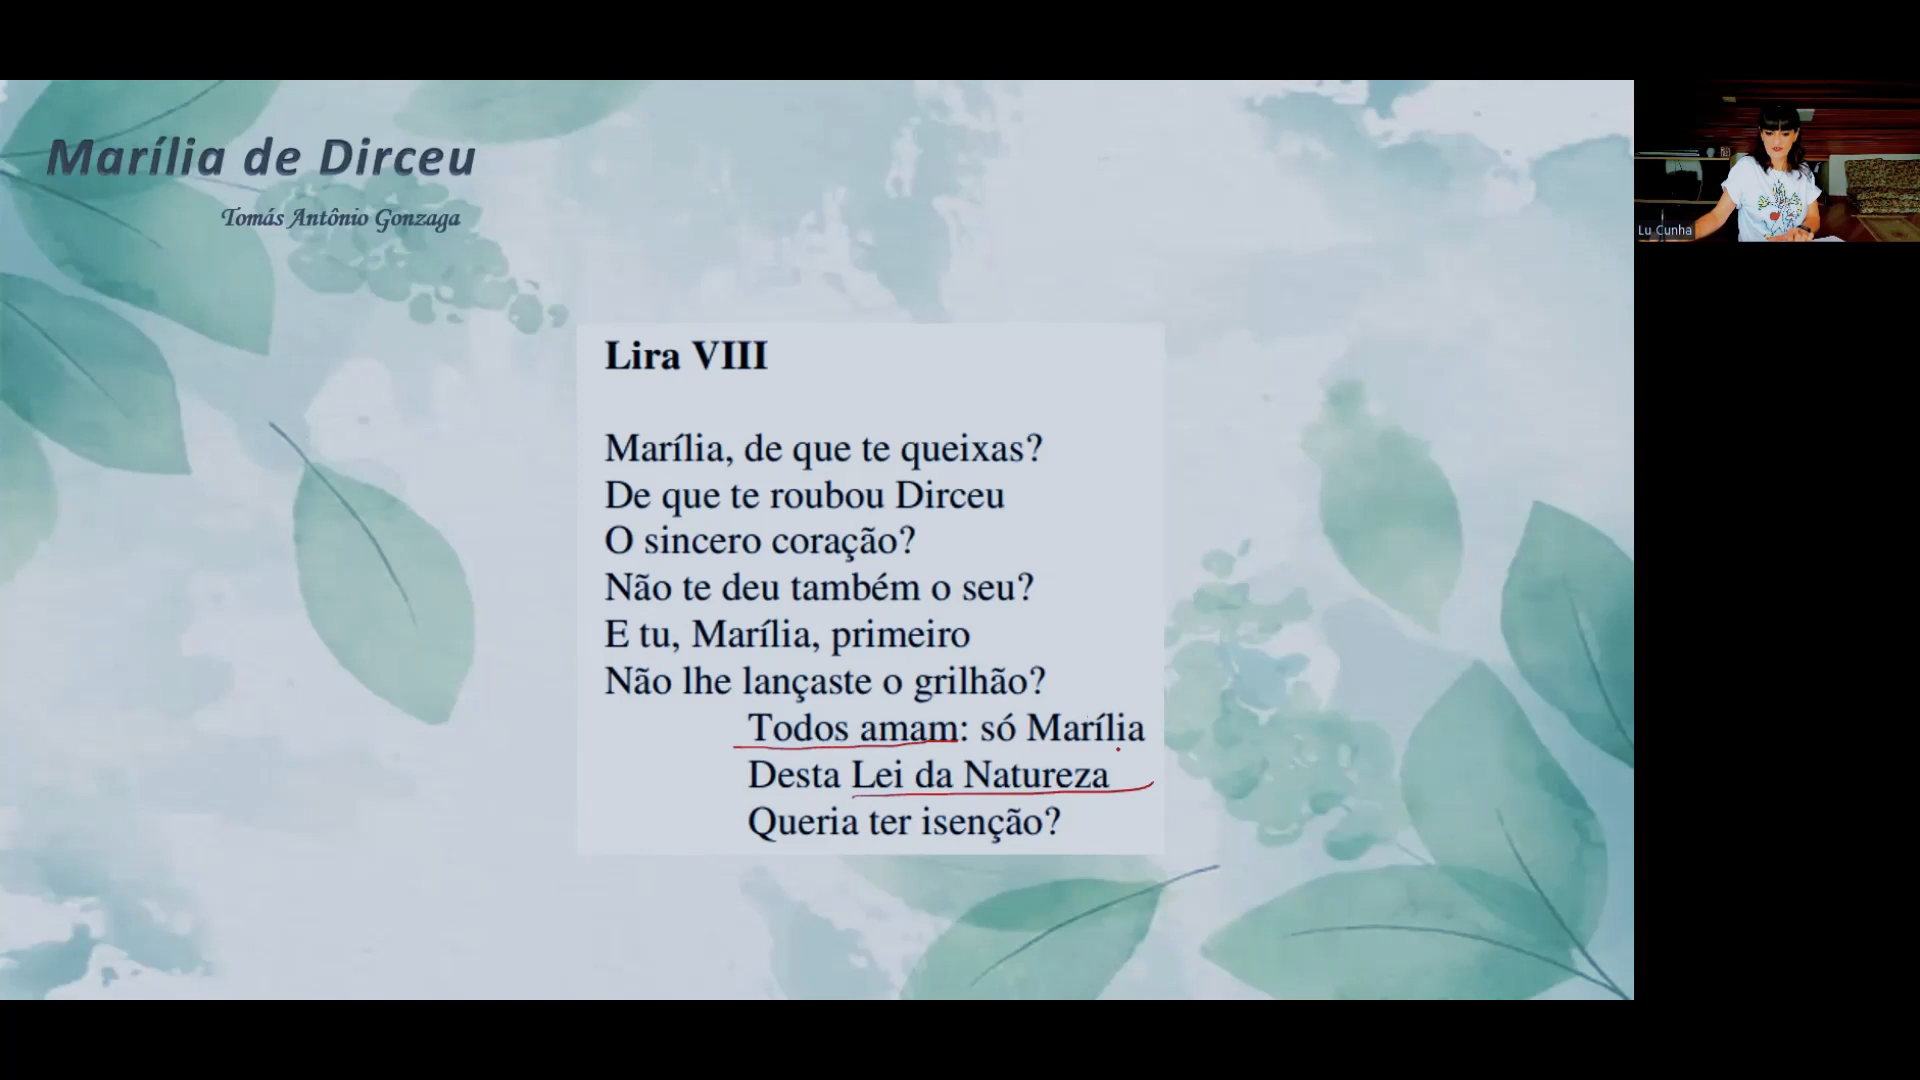 Marília de Dirceu
Tomás Antônio Gonzaga
Lira VIII
Marília, de que te queixas?
De que te roubou Dirceu
O sincero coração?
Não te deu também o seu?
E tu, Marília, primeiro
Não lhe lançaste o grilhão?
Todos amam: só Marília
Desta Lei da Natureza
Queria ter isenção?
Lu Cunha